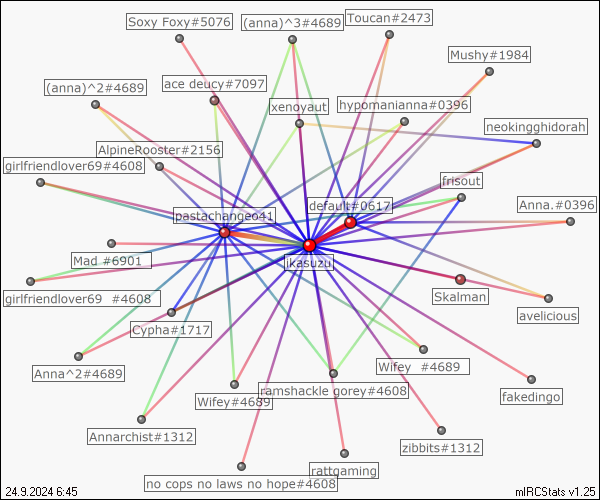 Soxy Foxy#5076
(anna)^3#4689
Toucan#2473
Mushy#1984
(anna)^2#4689
ace deucy#7097
xenoyaut
hypomanianna#0396
neokingghidorah
AlpineRooster#2156
girlfriendlover69#4608
frisout
default#0617
Anna.#0396
pastachange641
Mad #6901
ikasuzu
girlfriendlover69 #4608
Skalman
avelicious
Cypha#1717
Anna^2#4689
Wifey #4689
ramshackle gorey#4608
fakedingo
Wifey#4689
Annarchist#1312
zibbits#1312
rattgaming
no cops no laws no hope#4608
24.9.2024 6:45
mIRCStats v1.25